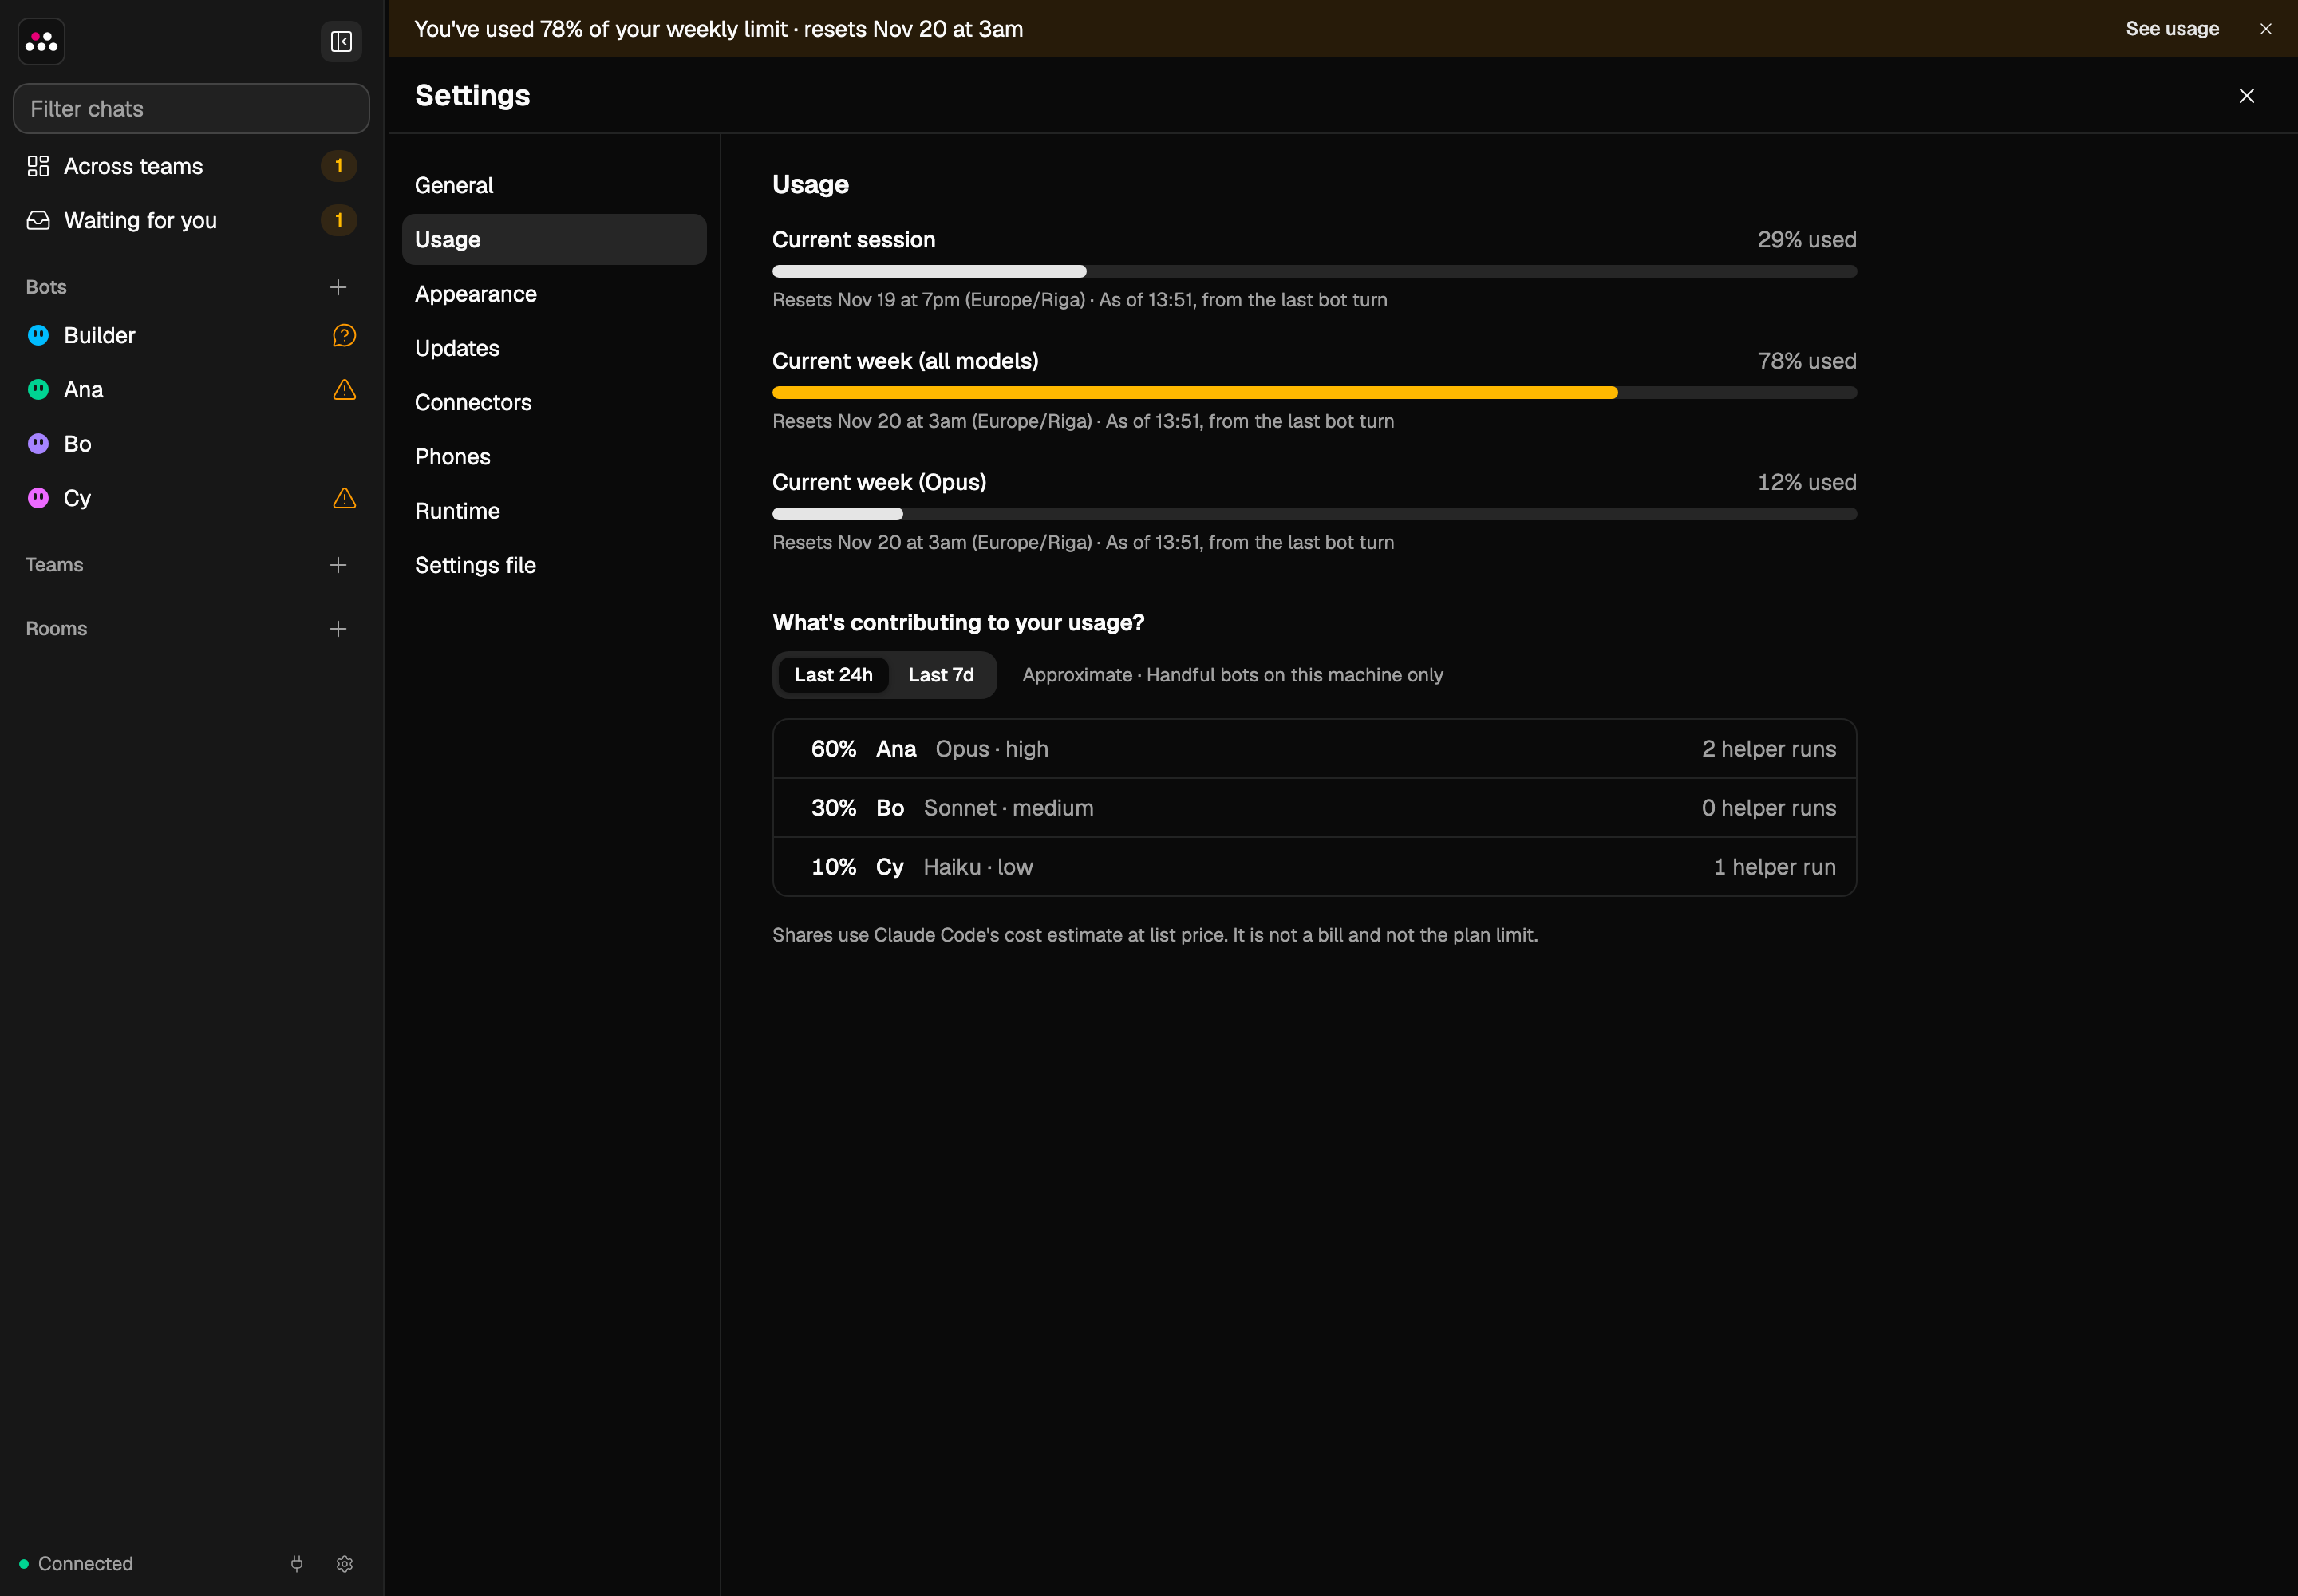 You've used 78% of your weekly limit · resets Nov 20 at 3am
See usage
Filter chats
Across teams 1
Waiting for you 1
Bots
Builder
Ana
Bo
Cy
Teams
Rooms
Connected
Settings
General
Usage
Appearance
Updates
Connectors
Phones
Runtime
Settings file
Usage
Current session 29% used
Resets Nov 19 at 7pm (Europe/Riga) · As of 13:51, from the last bot turn
Current week (all models) 78% used
Resets Nov 20 at 3am (Europe/Riga) · As of 13:51, from the last bot turn
Current week (Opus) 12% used
Resets Nov 20 at 3am (Europe/Riga) · As of 13:51, from the last bot turn
What's contributing to your usage?
Last 24h Last 7d Approximate · Handful bots on this machine only
60% Ana Opus · high 2 helper runs
30% Bo Sonnet · medium 0 helper runs
10% Cy Haiku · low 1 helper run
Shares use Claude Code's cost estimate at list price. It is not a bill and not the plan limit.